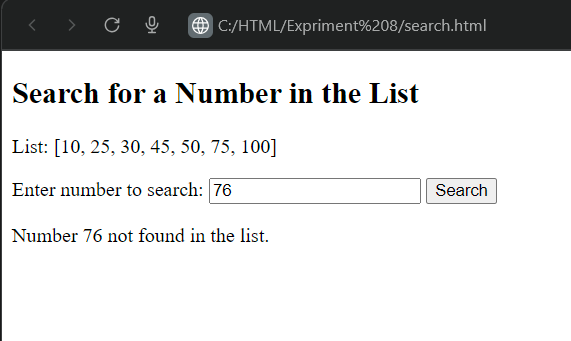 C:/HTML/Expriment%208/search.html
Search for a Number in the List
List: [10, 25, 30, 45, 50, 75, 100]
Enter number to search: 76 Search
Number 76 not found in the list.